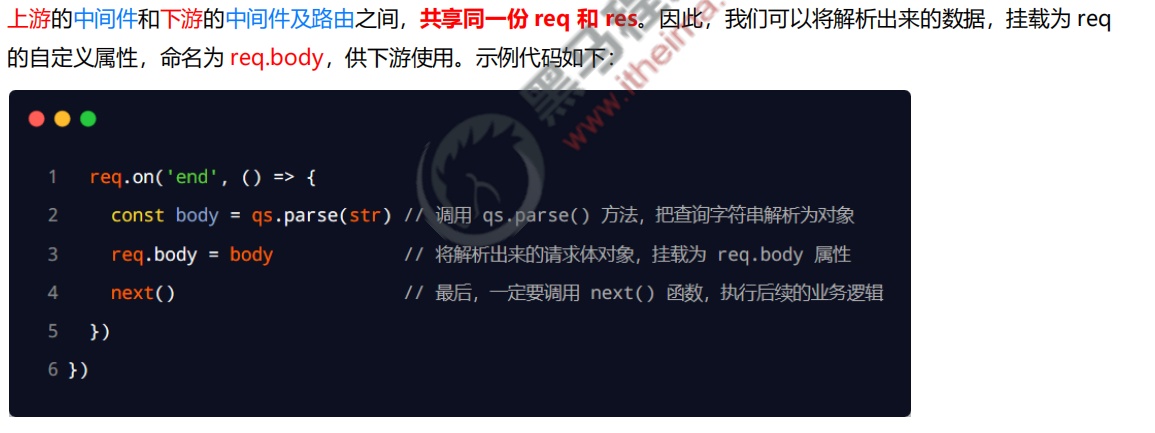 上游的中间件和下游的中间件及路由之间，共享同一份 req 和 res。因此，我们可以将解析出来的数据，挂载为 req
的自定义属性，命名为 req.body，供下游使用。示例代码如下：
黑马程
www.itheima.
1 req.on('end', () => {
2 const body = qs.parse(str) // 调用 qs.parse() 方法，把查询字符串解析为对象
3 req.body = body // 将解析出来的请求体对象，挂载为 req.body 属性
4 next() // 最后，一定要调用 next() 函数，执行后续的业务逻辑
5 })
6 })